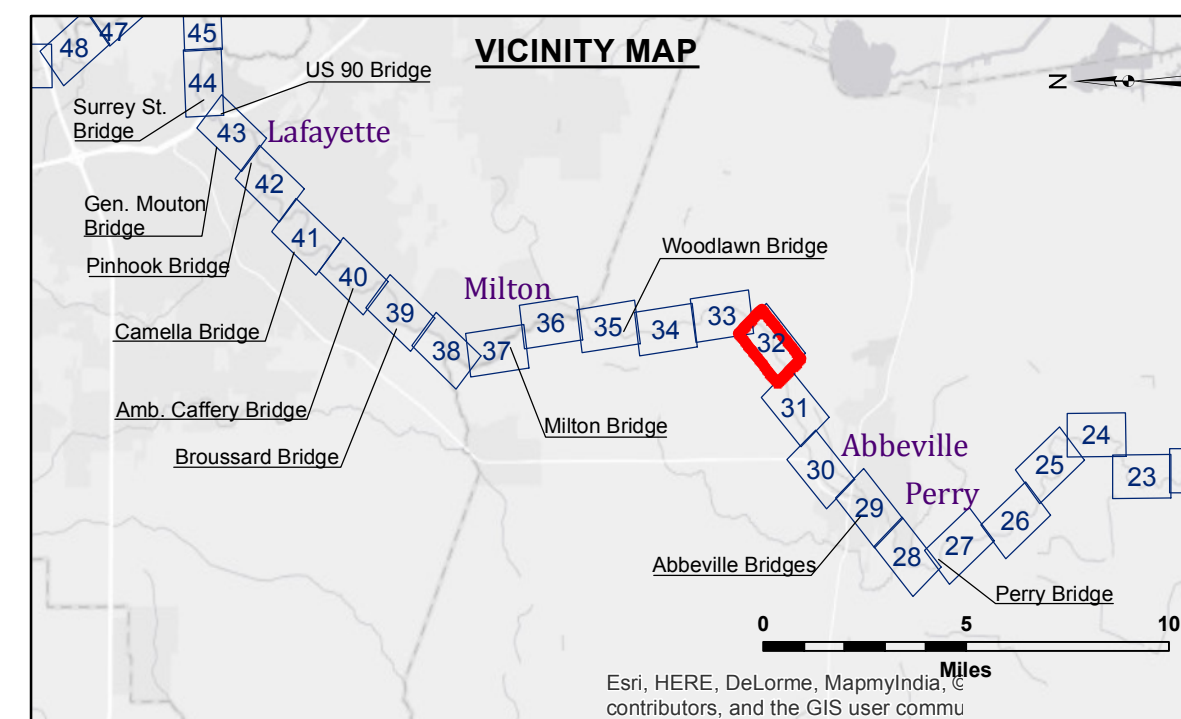 VICINITY MAP
48
47
45
44
US 90 Bridge
Surrey St.
Bridge
N
43
Lafayette
42
Gen. Mouton
Bridge
41
Pinhook Bridge
40
Woodlawn Bridge
39
Milton
36
35
34
33
32
Camella Bridge
38
37
31
Amb. Caffery Bridge
Milton Bridge
24
Broussard Bridge
30
Abbeville
25
23
29
Perry
26
28
27
Abbeville Bridges
Perry Bridge
0
5
10
Miles
Esri, HERE, DeLorme, MapmyIndia, ©
contributors, and the GIS user commu